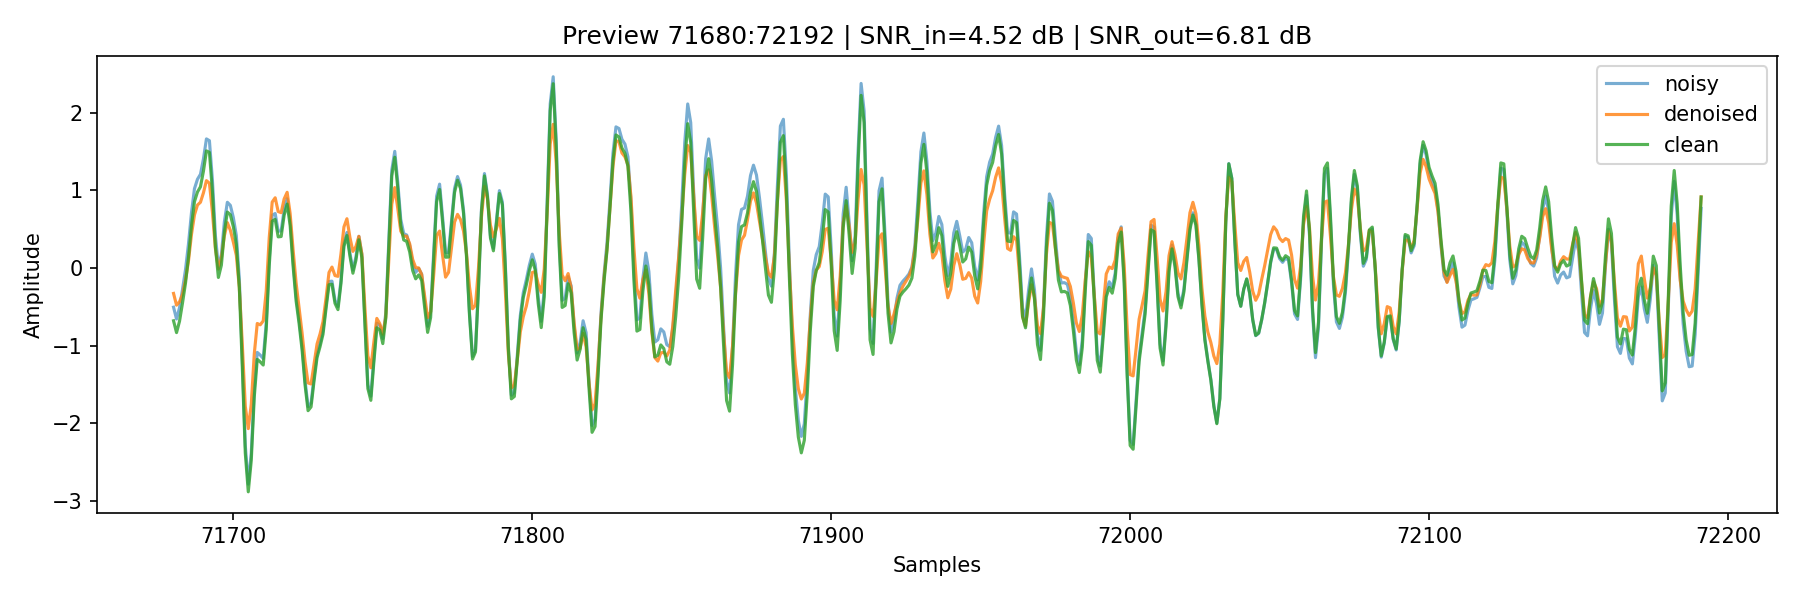 Preview 71680:72192 | SNR_in=4.52 dB | SNR_out=6.81 dB
noisy
denoised
clean
Amplitude
2
1
0
−1
−2
−3
71700 71800 71900 72000 72100 72200
Samples